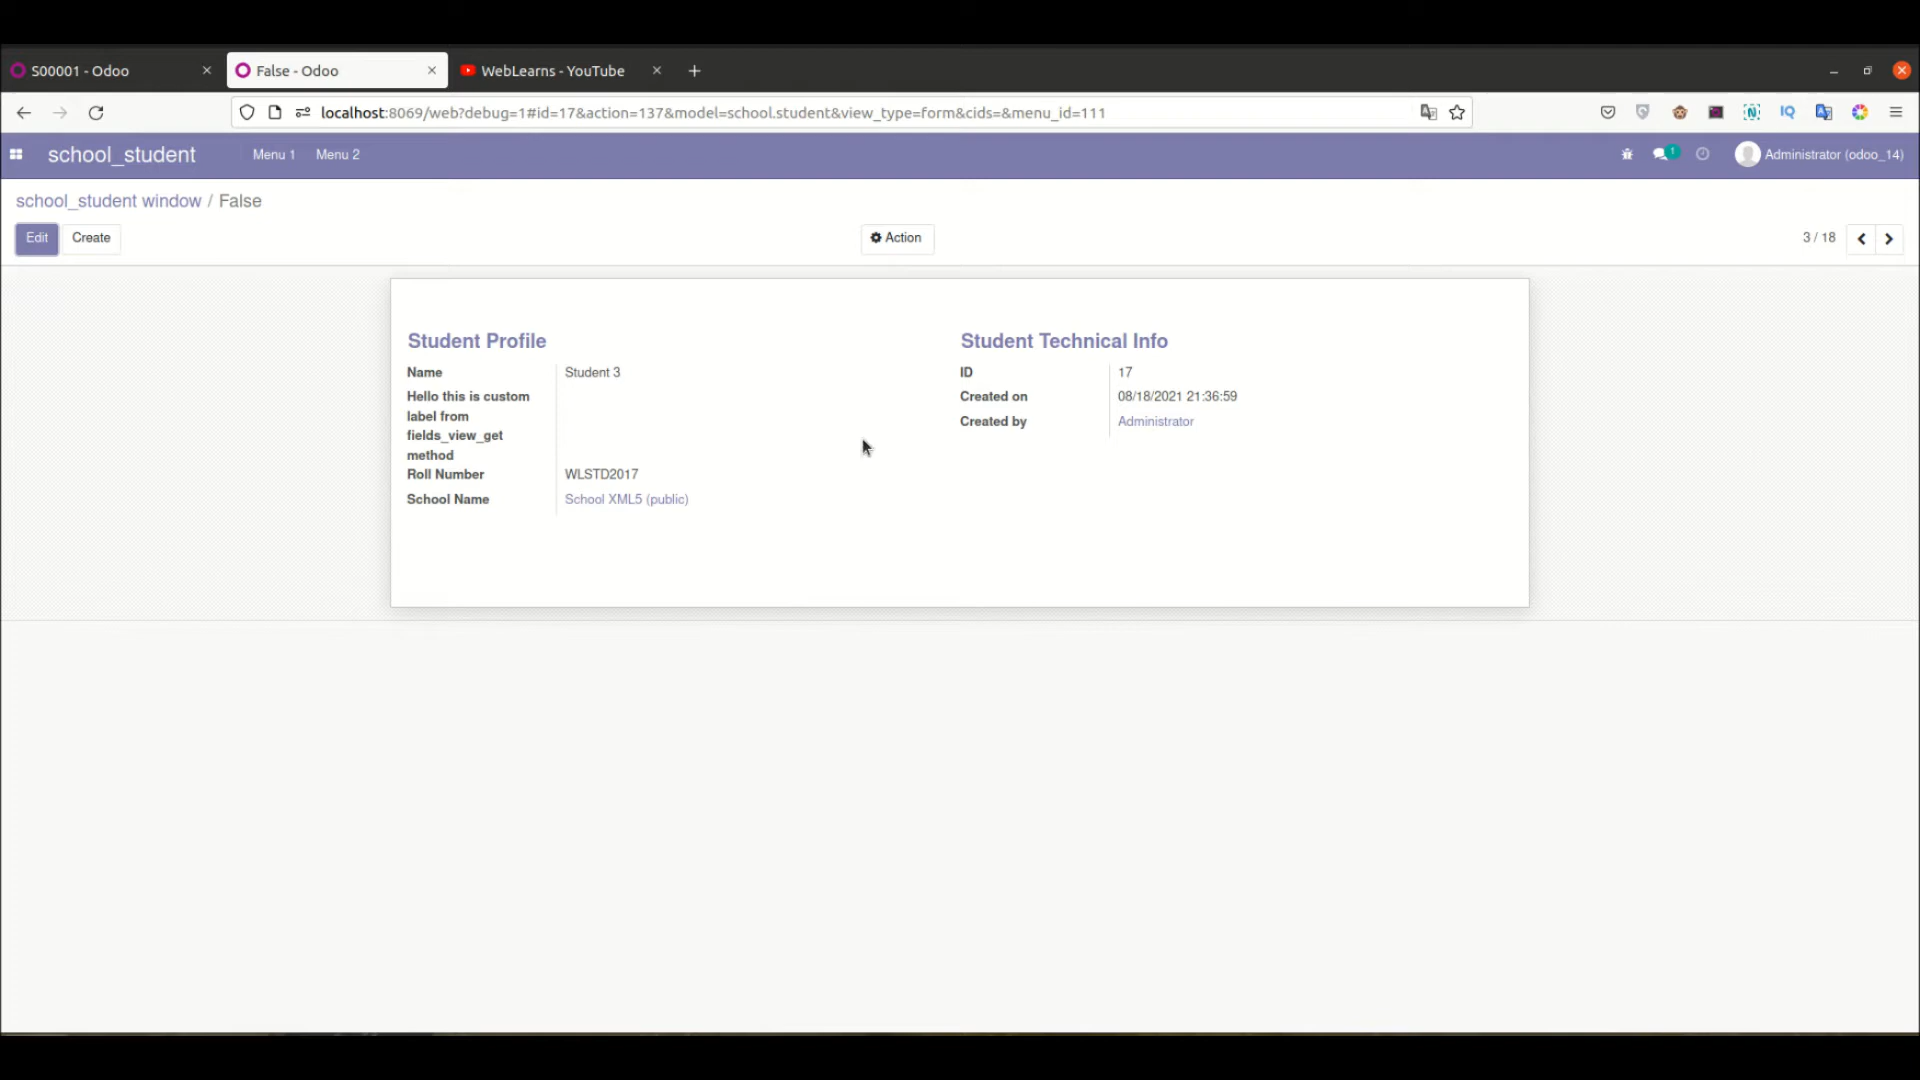 S00001 - Odoo
False - Odoo
WebLearns - YouTube
localhost:8069/web?debug=1#id=17&action=137&model=school.student&view_type=form&cids=&menu_id=111
school_student
Menu 1
Menu 2
1
Administrator (odoo_14)
school_student window / False
Edit
Create
Action
3 / 18
Student Profile
Name
Student 3
Hello this is custom
label from
fields_view_get
method
Roll Number
WLSTD2017
School Name
School XML5 (public)
Student Technical Info
ID
17
Created on
08/18/2021 21:36:59
Created by
Administrator